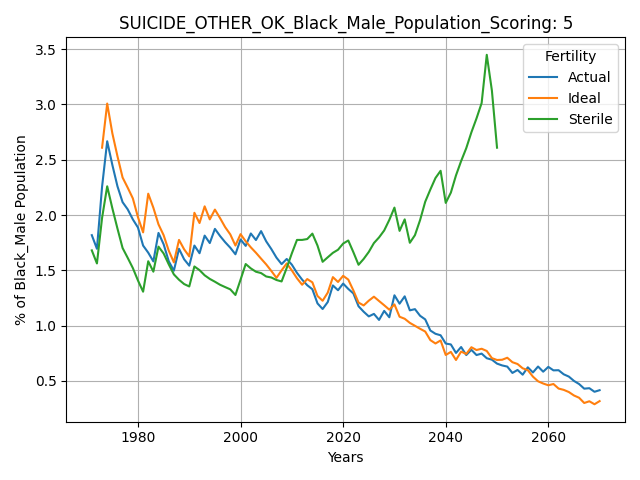 SUICIDE_OTHER_OK_Black_Male_Population_Scoring: 5
% of Black_Male Population
3.5
3.0
2.5
2.0
1.5
1.0
0.5
Fertility
Actual
Ideal
Sterile
1980
2000
2020
2040
2060
Years